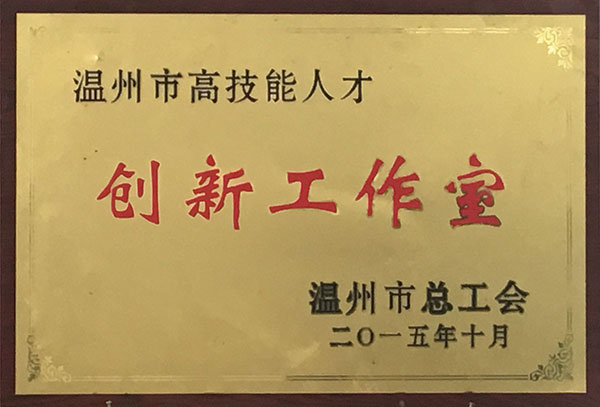 温州市高技能人才
创新工作室
温州市总工会
二〇一五年十月